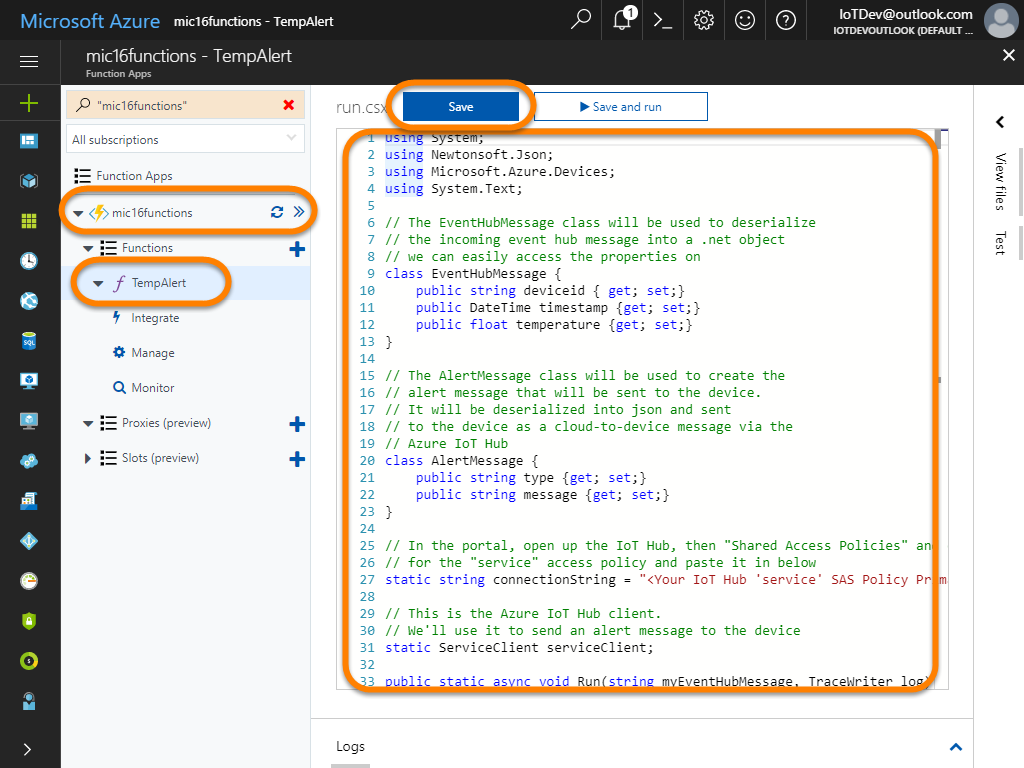 Microsoft Azure mic16functions - TempAlert
1
IoTDev@outlook.com
IOTDEVOUTLOOK (DEFAULT ...
mic16functions - TempAlert
Function Apps
"mic16functions"
All subscriptions
Function Apps
mic16functions
Functions
TempAlert
Integrate
Manage
Monitor
Proxies (preview)
Slots (preview)
run.csx
Save
Save and run
1 using System;
2 using Newtonsoft.Json;
3 using Microsoft.Azure.Devices;
4 using System.Text;
5
6 // The EventHubMessage class will be used to deserialize
7 // the incoming event hub message into a .net object
8 // we can easily access the properties on
9 class EventHubMessage {
10 public string deviceid { get; set;}
11 public DateTime timestamp {get; set;}
12 public float temperature {get; set;}
13 }
14
15 // The AlertMessage class will be used to create the
16 // alert message that will be sent to the device.
17 // It will be deserialized into json and sent
18 // to the device as a cloud-to-device message via the
19 // Azure IoT Hub
20 class AlertMessage {
21 public string type {get; set;}
22 public string message {get; set;}
23 }
24
25 // In the portal, open up the IoT Hub, then "Shared Access Policies" an
26 // for the "service" access policy and paste it in below
27 static string connectionString = "<Your IoT Hub 'service' SAS Policy Prim
28
29 // This is the Azure IoT Hub client.
30 // We'll use it to send an alert message to the device
31 static ServiceClient serviceClient;
32
33 public static async void Run(string myEventHubMessage, TraceWriter log)
View files
Test
Logs
SQL